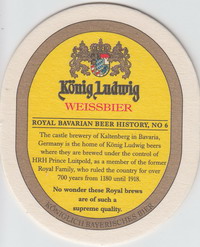 König Ludwig
WEISSBIER
ROYAL BAVARIAN BEER HISTORY, NO 6
The castle brewery of Kaltenberg in Bavaria,
Germany is the home of König Ludwig beers
where they are brewed under the control of
HRH Prince Luitpold, as a member of the former
Royal Family, who ruled the country for over
700 years from 1180 until 1918.
No wonder these Royal brews
are of such a
supreme quality.
KÖNIGLICH BAYERISCHES BIER